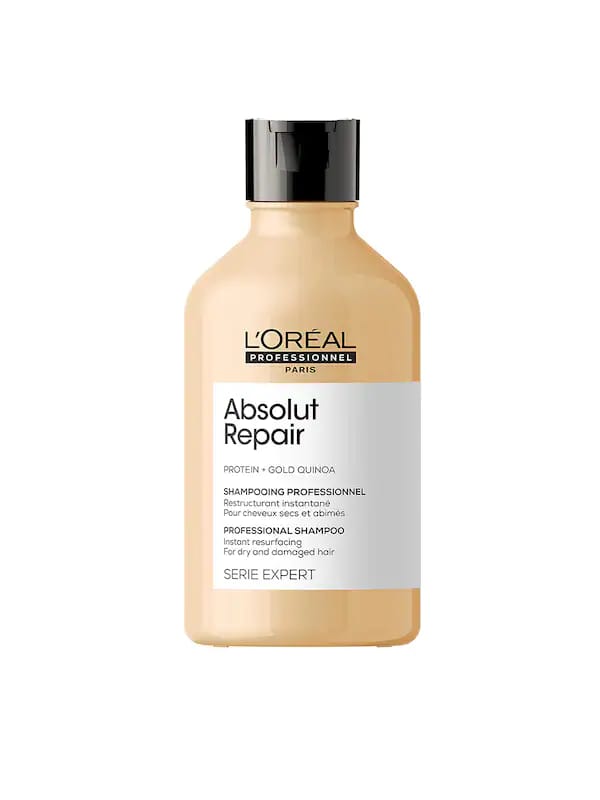 L'ORÉAL
PROFESSIONNEL
PARIS
Absolut
Repair
PROTEIN + GOLD QUINOA
SHAMPOOING PROFESSIONNEL
Restructurant instantané
Pour cheveux secs et abimés
PROFESSIONAL SHAMPOO
Instant resurfacing
For dry and damaged hair
SERIE EXPERT